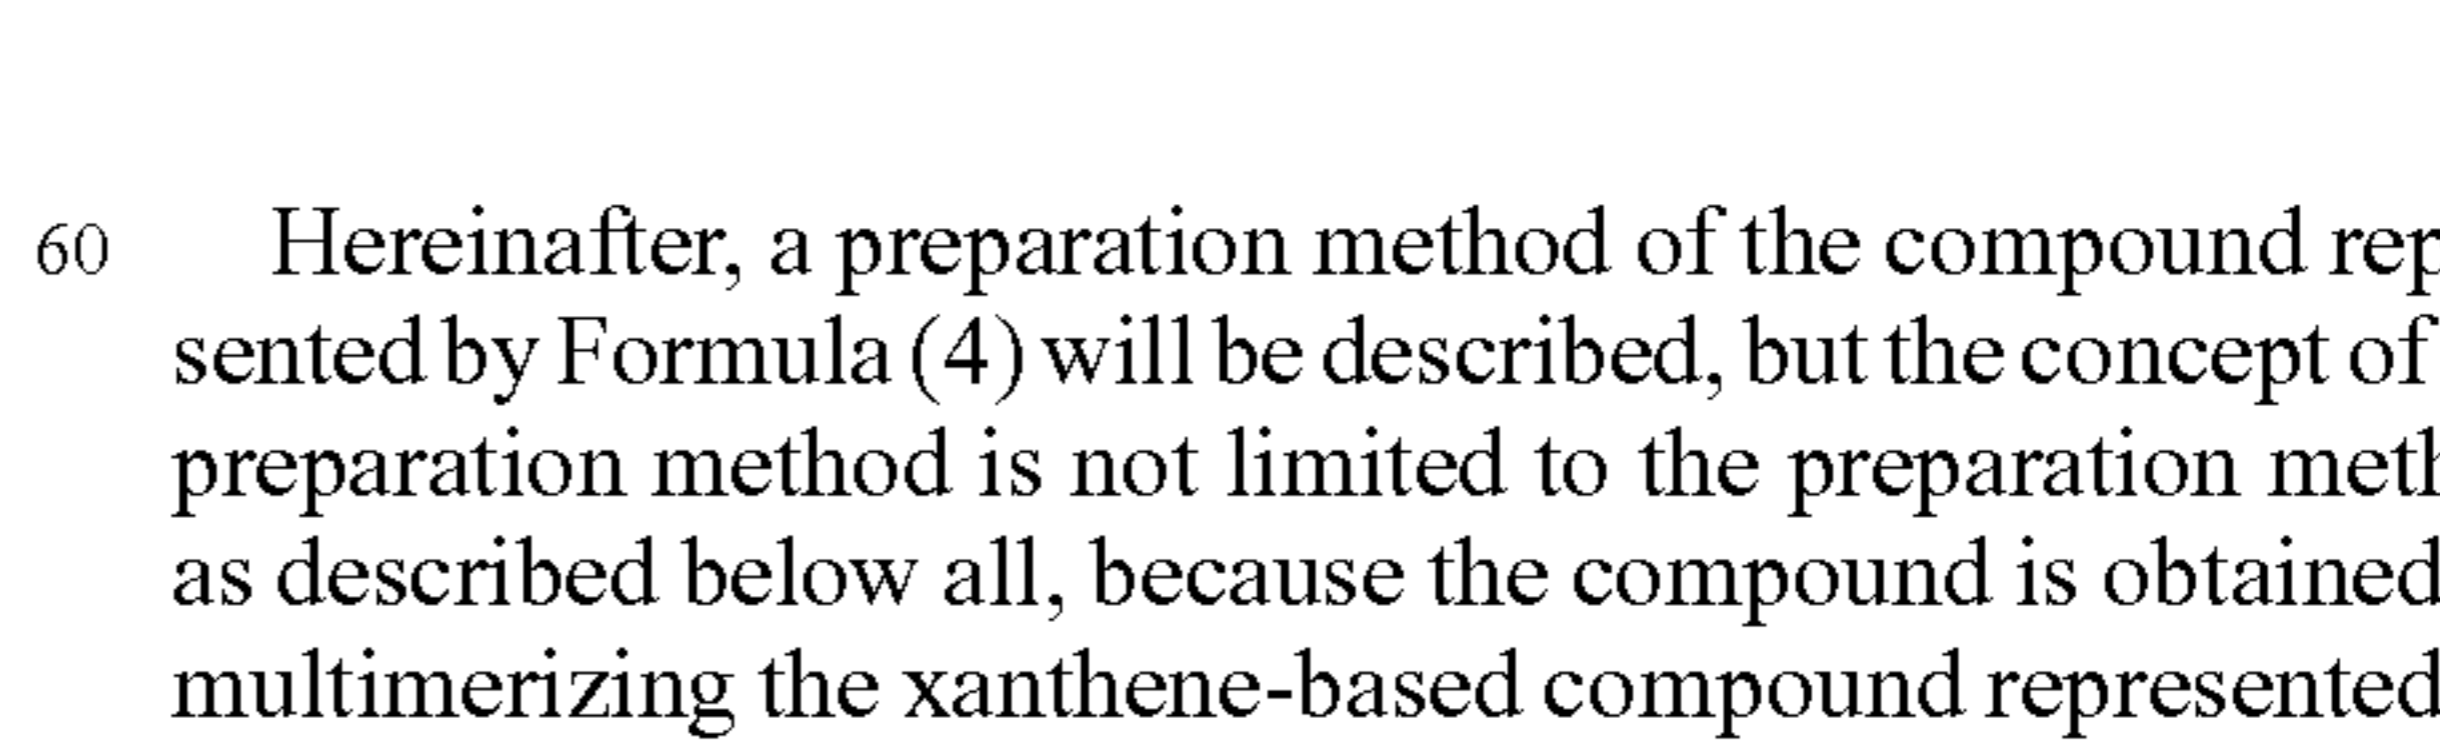 60 Hereinafter, a preparation method of the compound rep
sented by Formula (4) will be described, but the concept of
preparation method is not limited to the preparation meth
as described below all, because the compound is obtained
multimerizing the xanthene-based compound represented